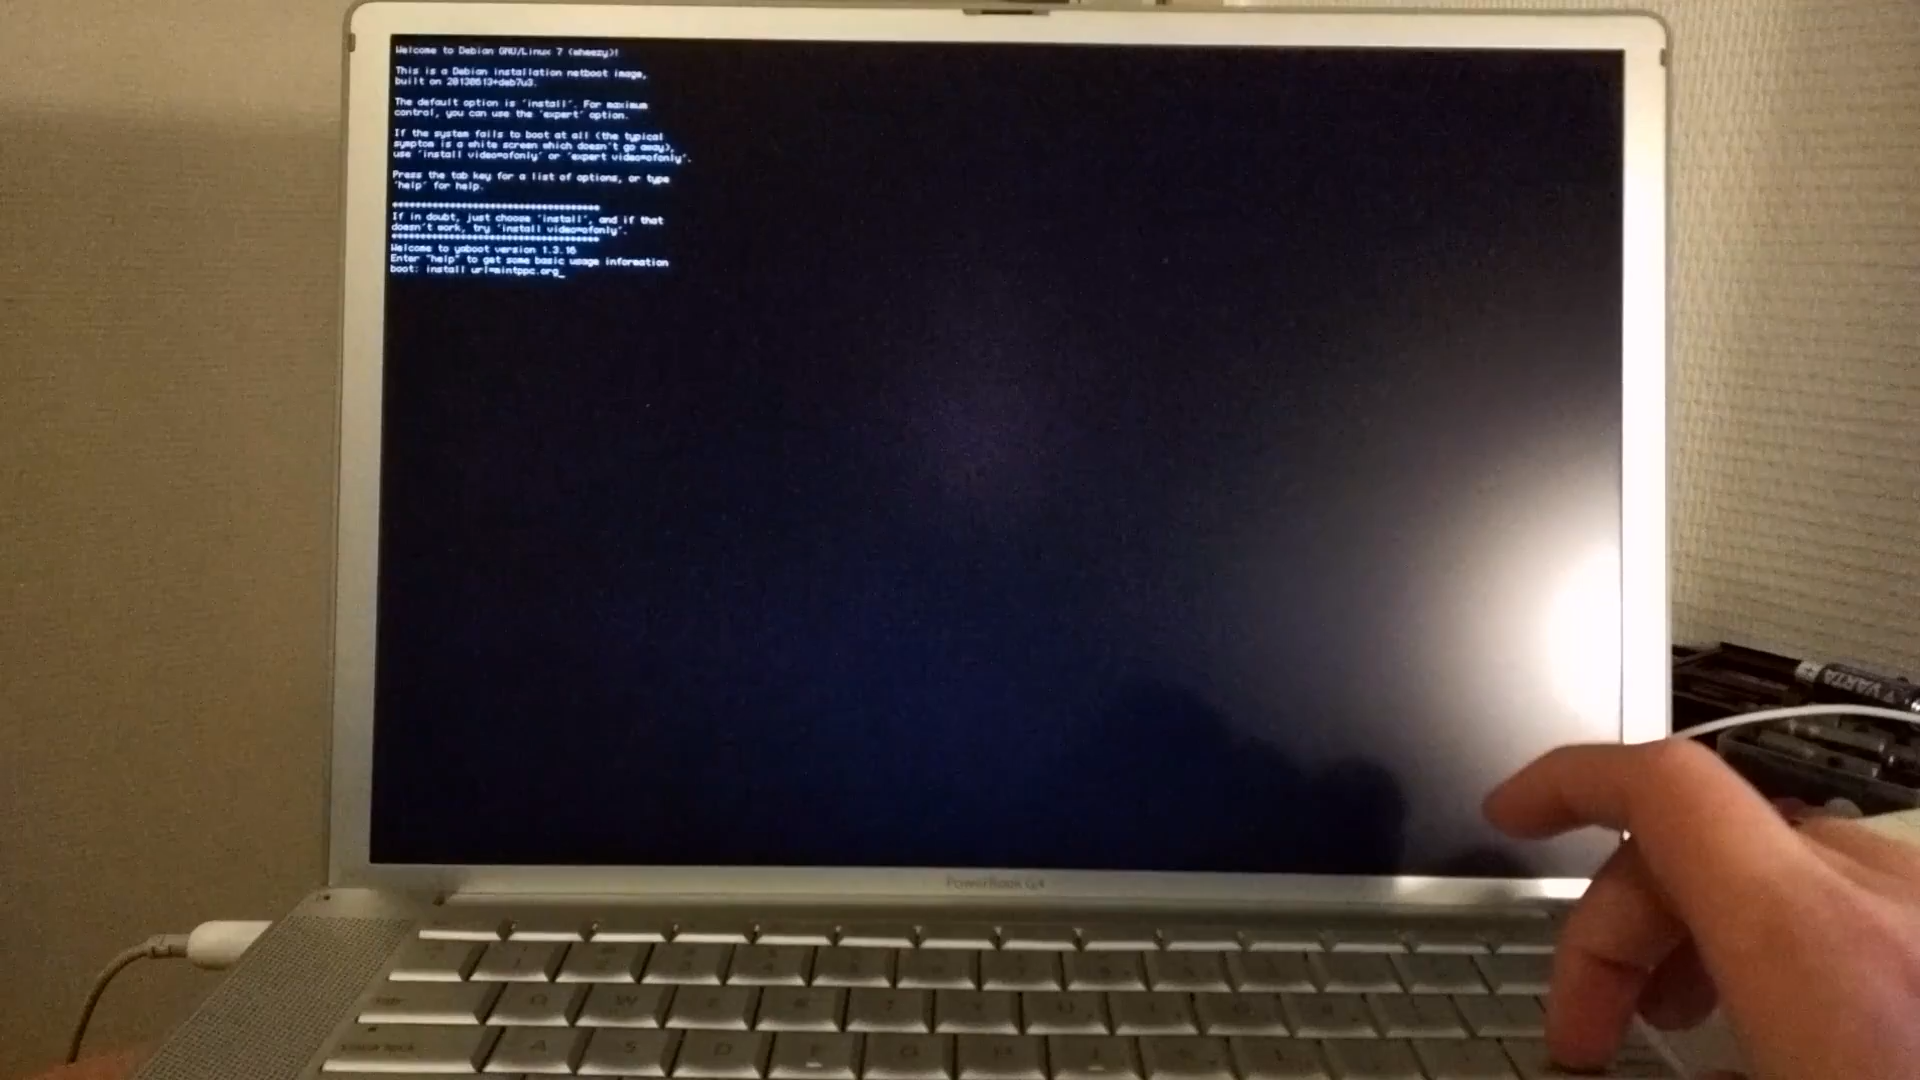 Welcome to Debian GNU/Linux 7 (wheezy)!
This is a Debian installation netboot image,
built on 20130613+deb7u3.
The default option is 'install'. For maximum
control, you can use the 'expert' option.
If the system fails to boot at all (the typical
symptom is a white screen which doesn't go away),
use 'install video=ofonly' or 'expert video=ofonly'.
Press the tab key for a list of options, or type
'help' for help.
***********************************
If in doubt, just choose 'install', and if that
doesn't work, try 'install video=ofonly'.
***********************************
Welcome to yaboot version 1.3.16
Enter "help" to get some basic usage information
boot: install url=mintppc.org_
VARTA
PowerBook G4
Q W
A S D